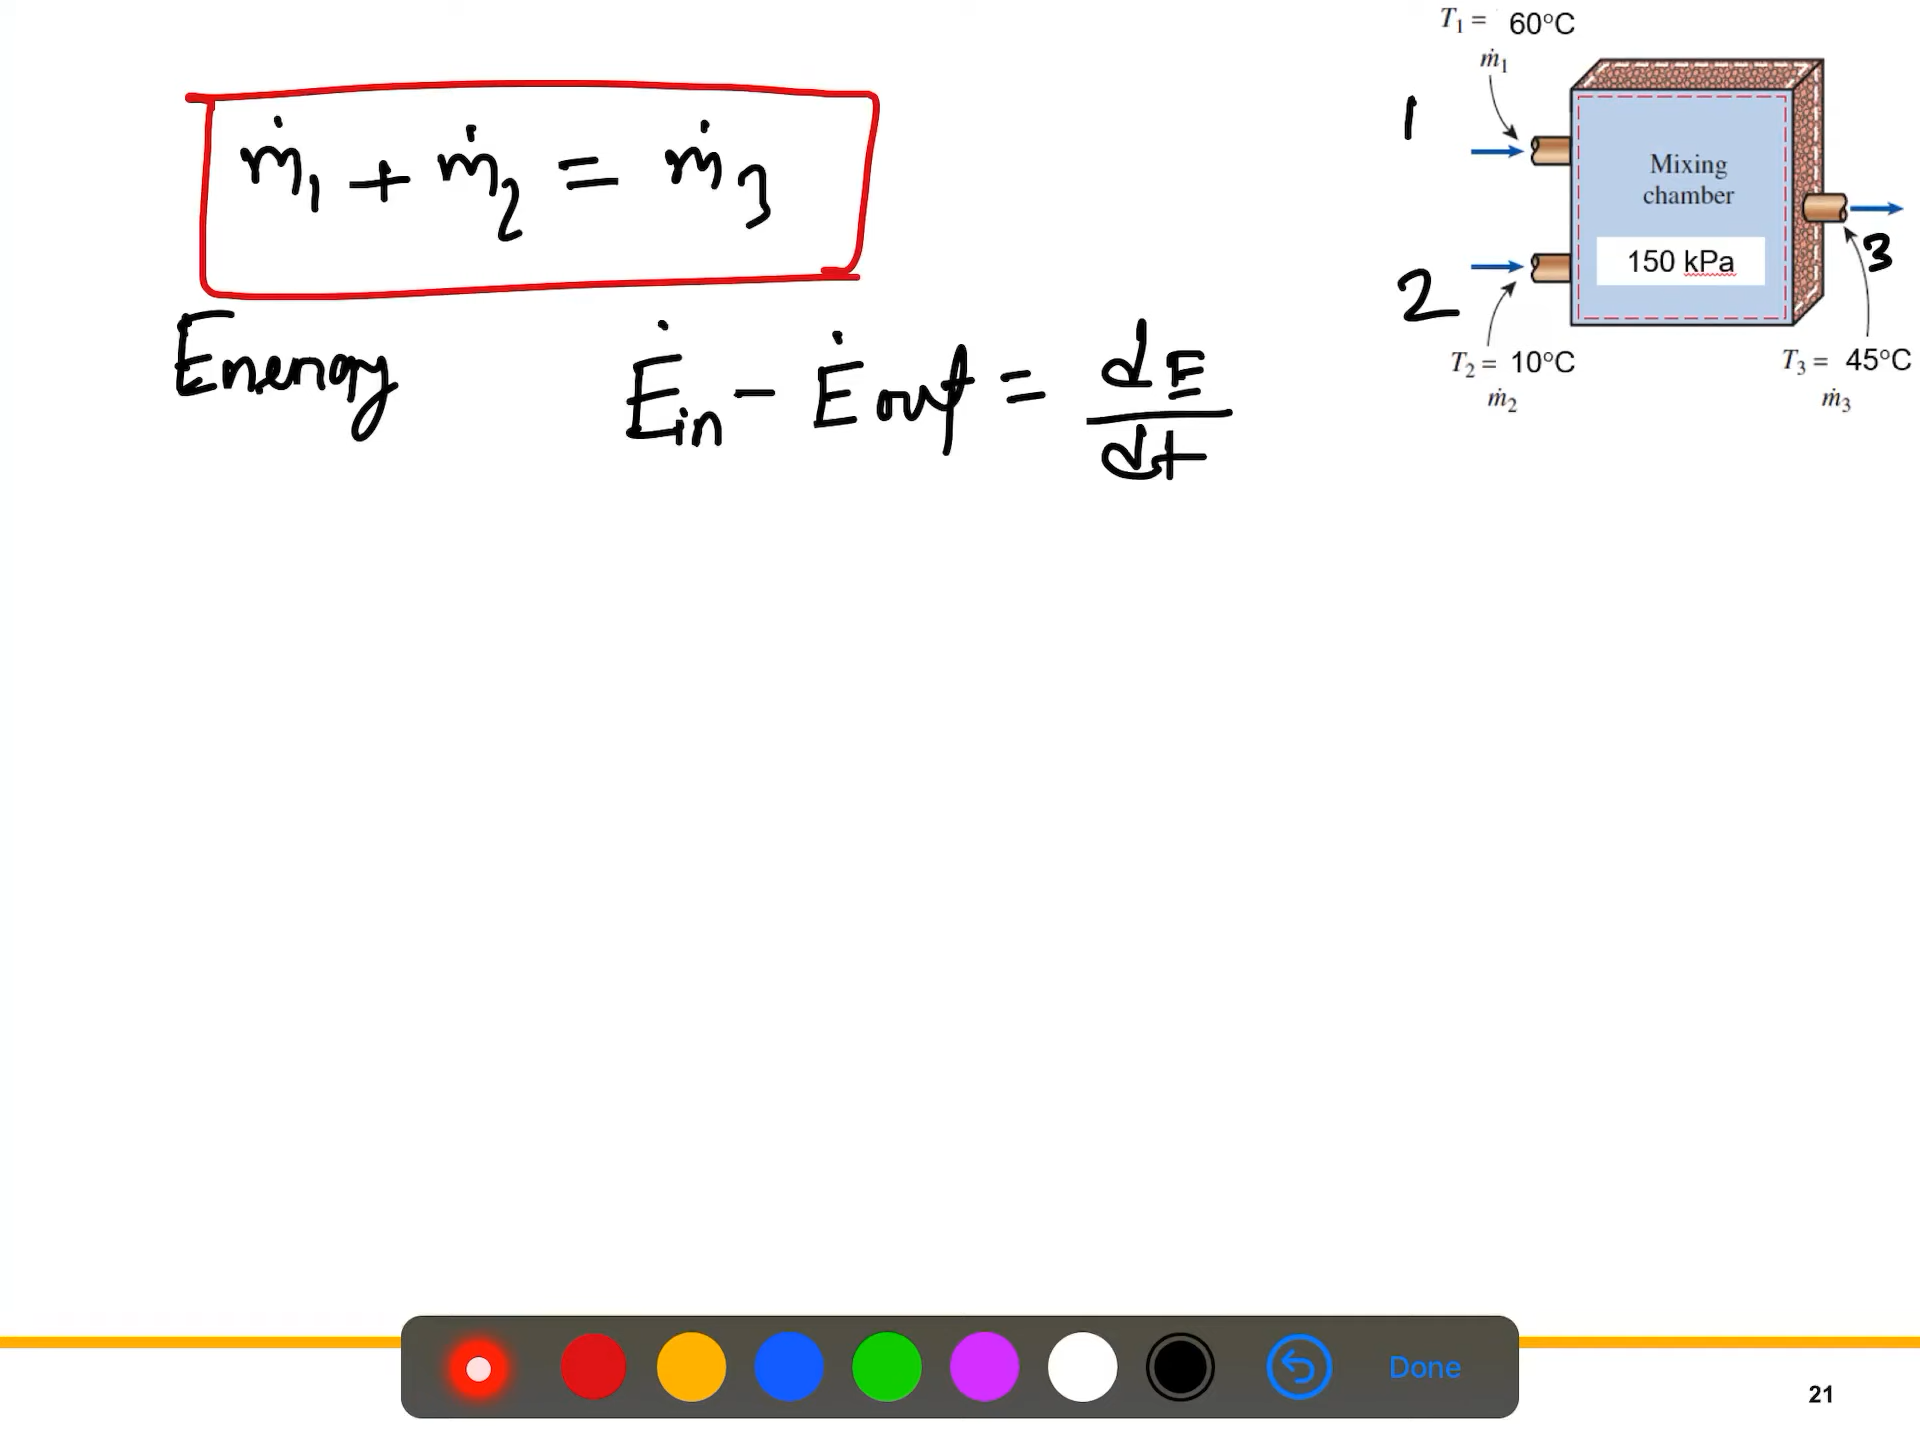 T₁ = 60°C
ṁ₁
1
ṁ₁ + ṁ₂ = ṁ₃
Mixing
chamber
150 kPa
3
2
Energy Ėin - Ėout = dE/dt
T₂ = 10°C
ṁ₂
T₃ = 45°C
ṁ₃
Done
21